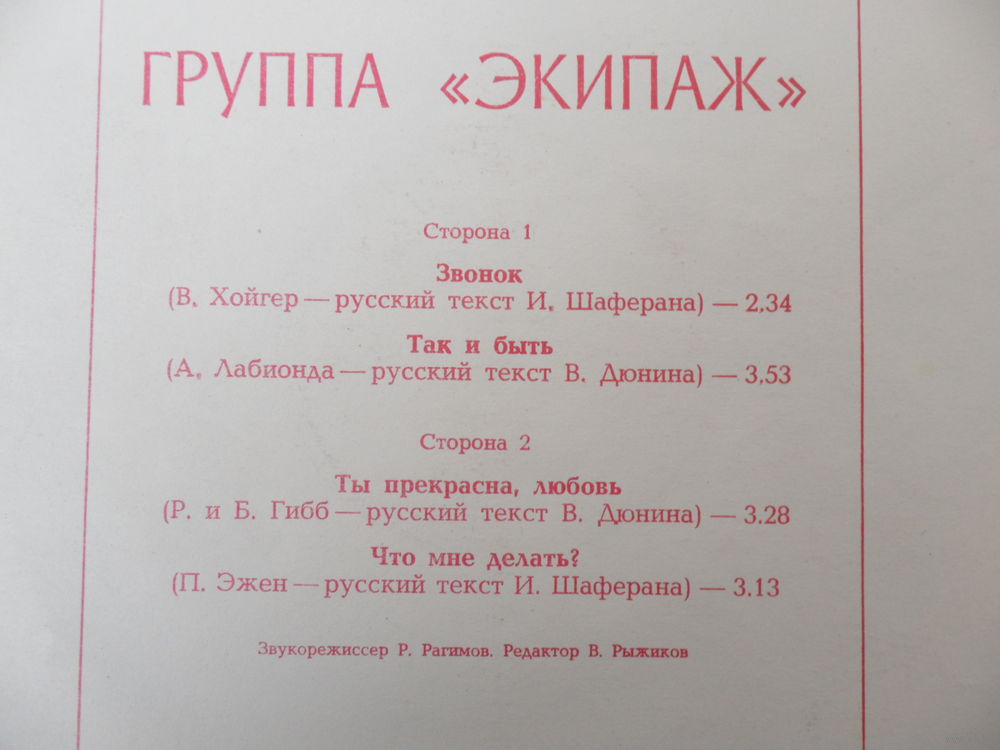 ГРУППА «ЭКИПАЖ»
Сторона 1
Звонок
(В. Хойгер — русский текст И. Шаферана) — 2,34
Так и быть
(А. Лабионда — русский текст В. Дюнина) — 3,53
Сторона 2
Ты прекрасна, любовь
(Р. и Б. Гибб — русский текст В. Дюнина) — 3.28
Что мне делать?
(П. Эжен — русский текст И. Шаферана) — 3.13
Звукорежиссер Р. Рагимов. Редактор В. Рыжиков